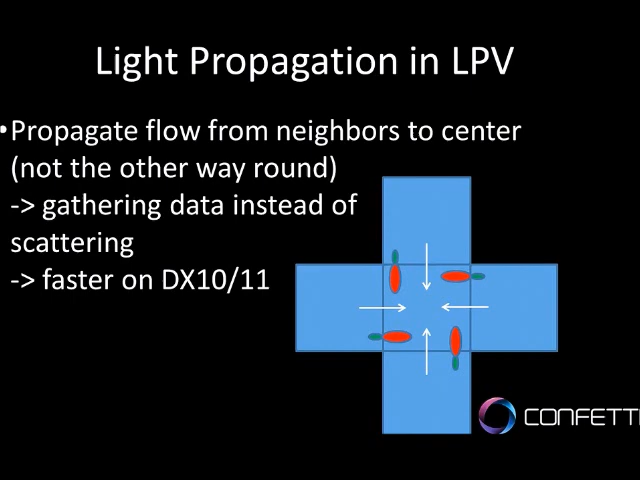 Light Propagation in LPV
•Propagate flow from neighbors to center
(not the other way round)
-> gathering data instead of
scattering
-> faster on DX10/11
CONFETTI